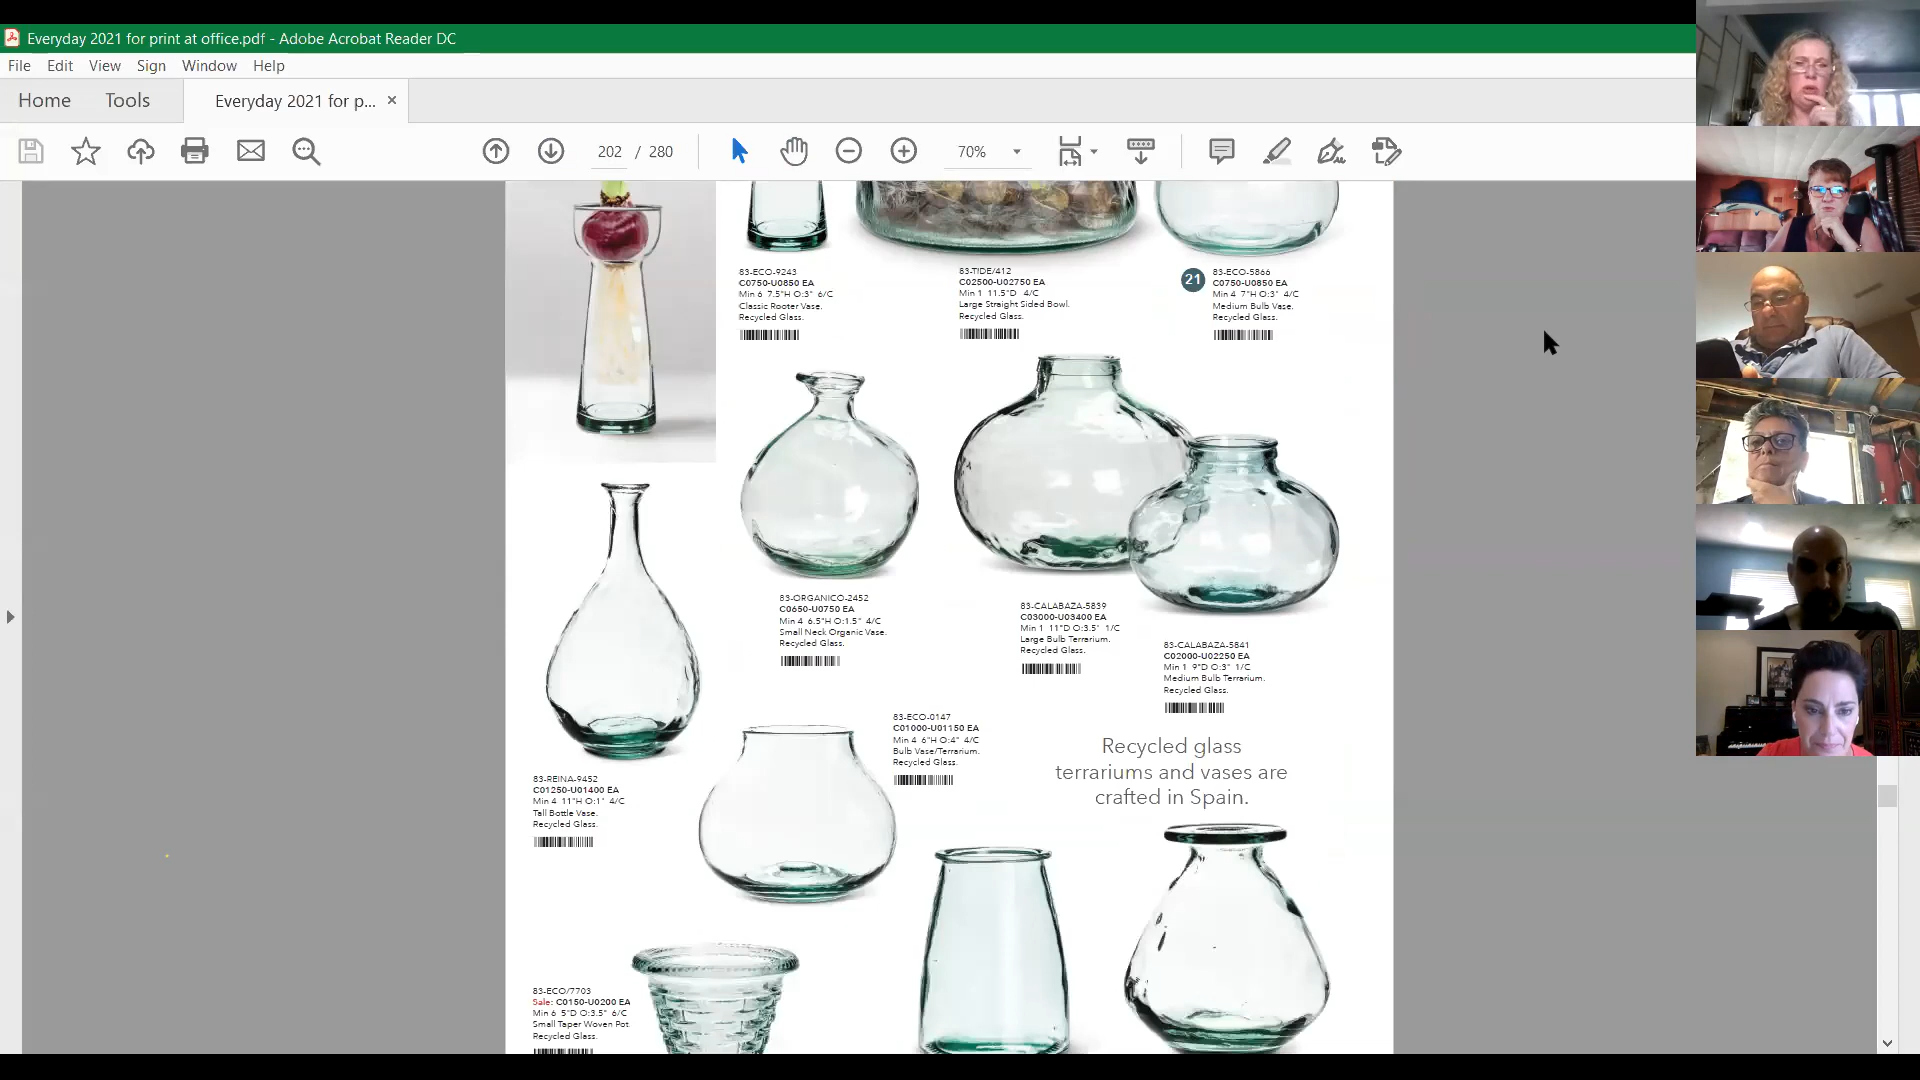 Everyday 2021 for print at office.pdf - Adobe Acrobat Reader DC
File Edit View Sign Window Help
Home Tools Everyday 2021 for p... ×
202 / 280 70%
83-ECO-9243
C0750-U0850 EA
Min 6 7.5"H O:3" 6/C
Classic Rooter Vase.
Recycled Glass.
83-TIDE/412
C02500-U02750 EA
Min 1 11.5"D 4/C
Large Straight Sided Bowl.
Recycled Glass.
21
83-ECO-5866
C0750-U0850 EA
Min 4 7"H O:3" 4/C
Medium Bulb Vase.
Recycled Glass.
83-ORGANICO-2452
C0650-U0750 EA
Min 4 6.5"H O:1.5" 4/C
Small Neck Organic Vase.
Recycled Glass.
83-CALABAZA-5839
C03000-U03400 EA
Min 1 11"D O:3.5" 1/C
Large Bulb Terrarium.
Recycled Glass.
83-CALABAZA-5841
C02000-U02250 EA
Min 1 9"D O:3" 1/C
Medium Bulb Terrarium.
Recycled Glass.
83-ECO-0147
C01000-U01150 EA
Min 4 6"H O:4" 4/C
Bulb Vase/Terrarium.
Recycled Glass.
Recycled glass
terrariums and vases are
crafted in Spain.
83-REINA-9452
C01250-U01400 EA
Min 4 11"H O:1" 4/C
Tall Bottle Vase.
Recycled Glass.
83-ECO/7703
Sale: C0150-U0200 EA
Min 6 5"D O:3.5" 6/C
Small Taper Woven Pot.
Recycled Glass.